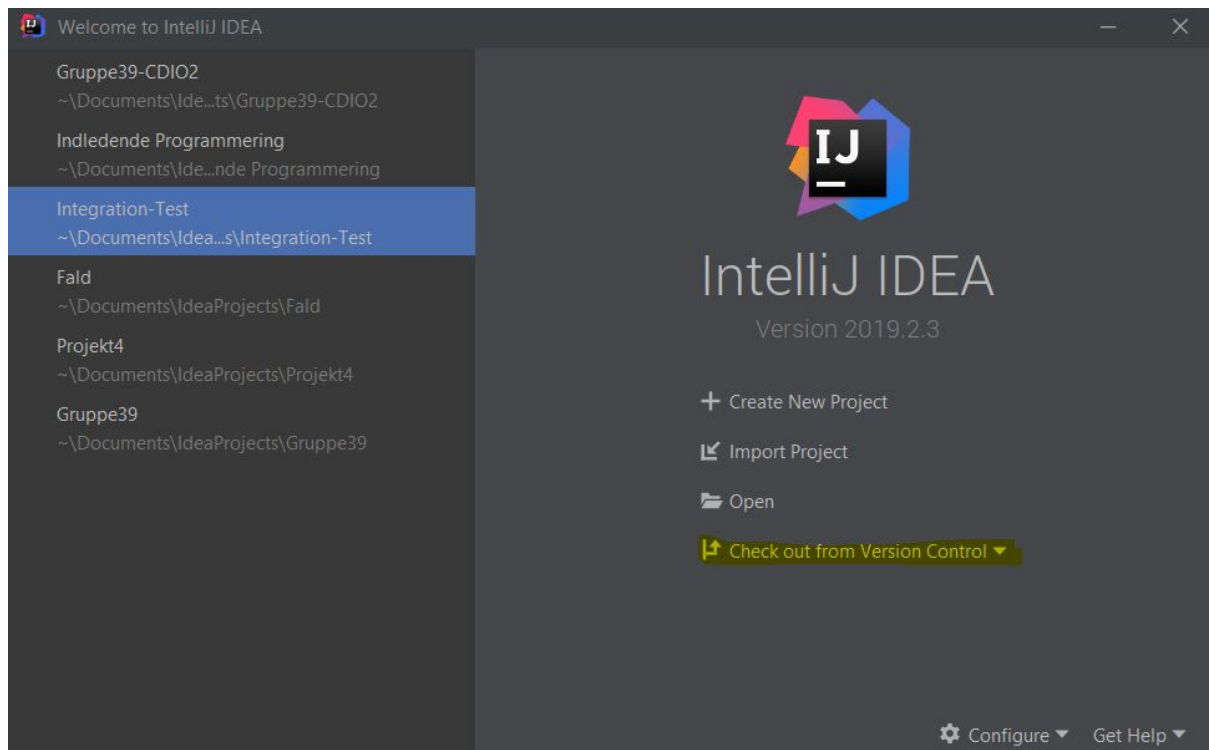 Welcome to IntelliJ IDEA
Gruppe39-CDIO2
~\Documents\Ide...ts\Gruppe39-CDIO2
Indledende Programmering
~\Documents\Ide...nde Programmering
Integration-Test
~\Documents\Idea...s\Integration-Test
Fald
~\Documents\IdeaProjects\Fald
Projekt4
~\Documents\IdeaProjects\Projekt4
Gruppe39
~\Documents\IdeaProjects\Gruppe39
IJ
IntelliJ IDEA
Version 2019.2.3
Create New Project
Import Project
Open
Check out from Version Control
Configure
Get Help